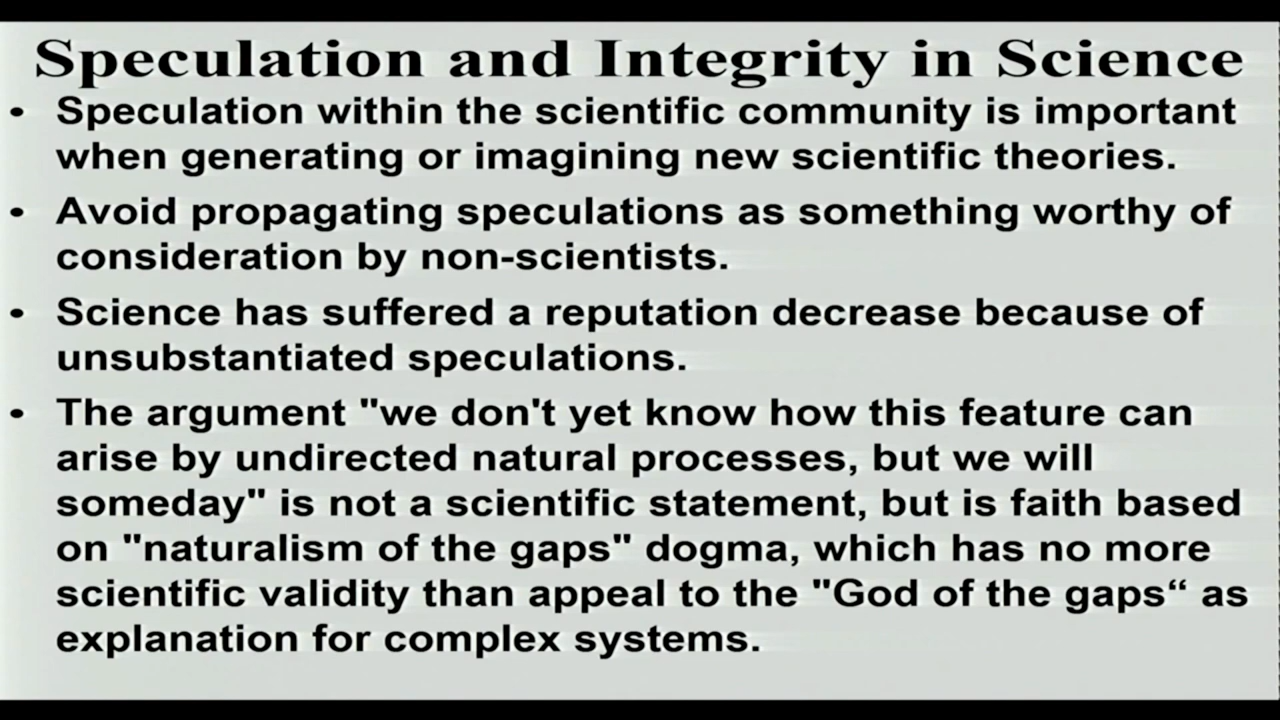 Speculation and Integrity in Science
• Speculation within the scientific community is important
when generating or imagining new scientific theories.
• Avoid propagating speculations as something worthy of
consideration by non-scientists.
• Science has suffered a reputation decrease because of
unsubstantiated speculations.
• The argument "we don't yet know how this feature can
arise by undirected natural processes, but we will
someday" is not a scientific statement, but is faith based
on "naturalism of the gaps" dogma, which has no more
scientific validity than appeal to the "God of the gaps“ as
explanation for complex systems.